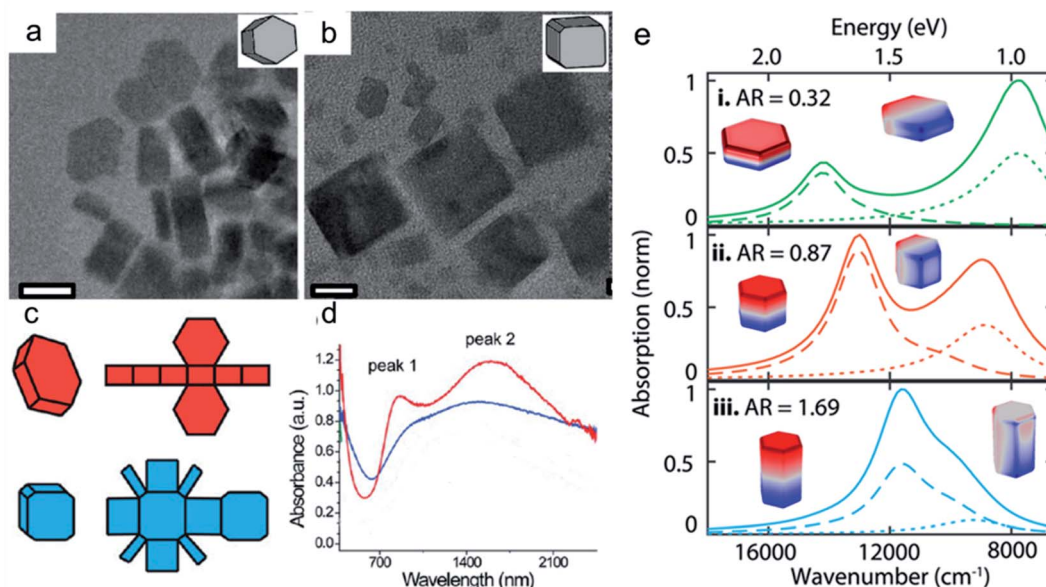 a
b
c
d
peak 1
peak 2
1.2
1.0
0.8
0.6
0.4
0.2
0.0
Absorbance (a.u.)
700
1400
2100
Wavelength (nm)
e
Energy (eV)
2.0
1.5
1.0
i. AR = 0.32
1
0.5
0
ii. AR = 0.87
1
0.5
0
iii. AR = 1.69
1
0.5
0
Absorption (norm)
16000
12000
8000
Wavenumber (cm⁻¹)